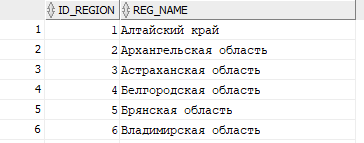 ID_REGION REG_NAME
1 1 Алтайский край
2 2 Архангельская область
3 3 Астраханская область
4 4 Белгородская область
5 5 Брянская область
6 6 Владимирская область